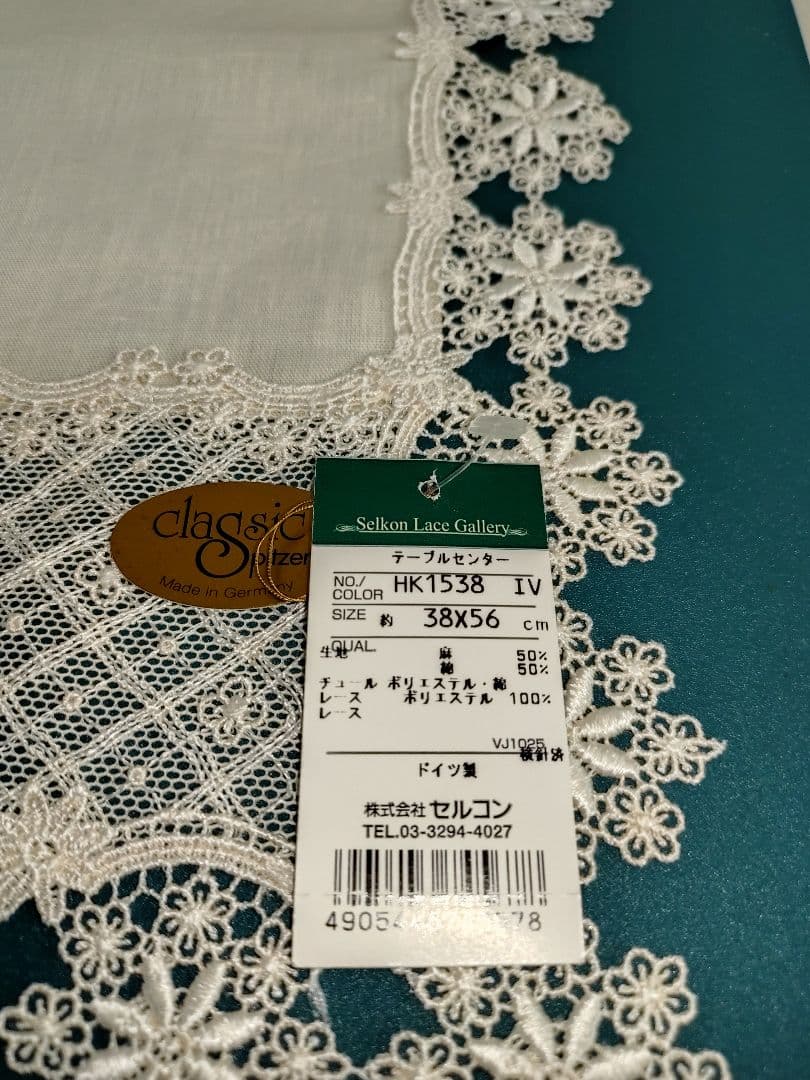 classic
Spitzen
Made in Germany
Selkon Lace Gallery
テーブルセンター
NO./COLOR HK1538 IV
SIZE 約 38X56 cm
QUAL.
生地 麻 50%
綿 50%
チュール ポリエステル・綿
レース ポリエステル 100%
レース
VJ1025
検針済
ドイツ製
株式会社 セルコン
TEL.03-3294-4027
49054 78